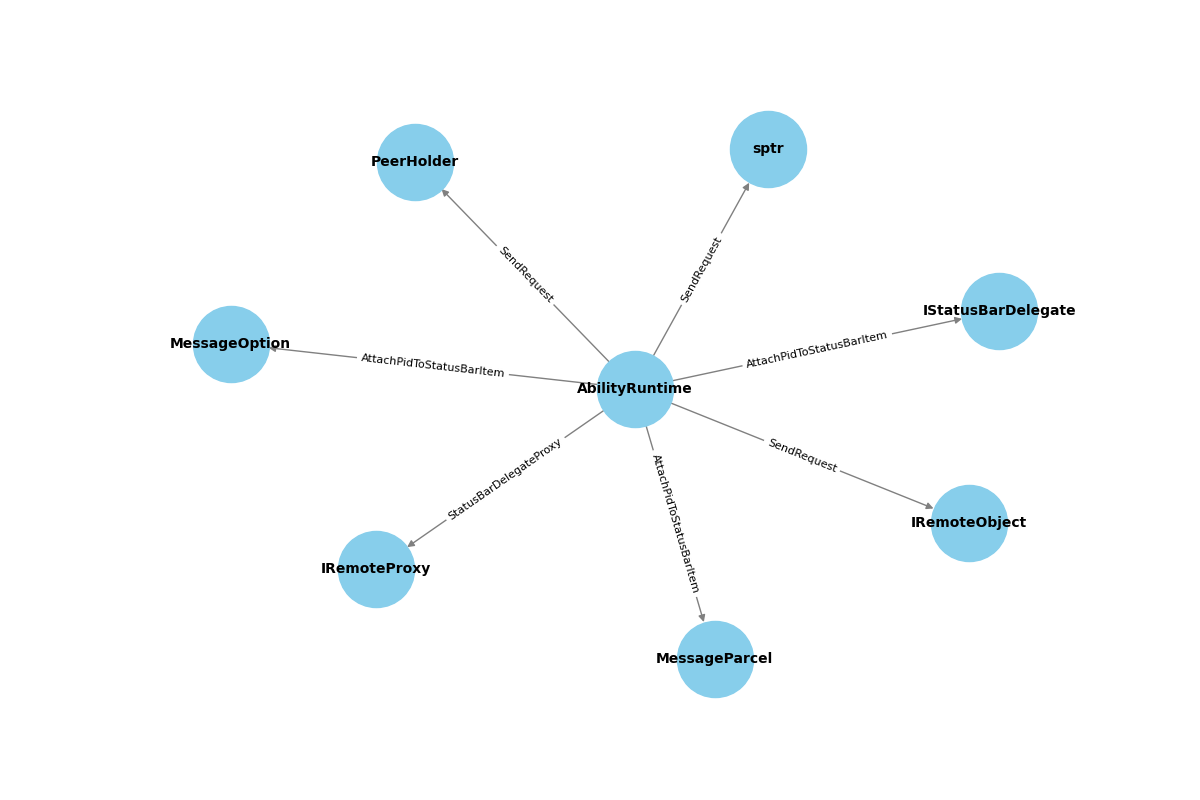 sptr
PeerHolder
SendRequest
SendRequest
IStatusBarDelegate
MessageOption
AttachPidToStatusBarItem
AttachPidToStatusBarItem
AbilityRuntime
SendRequest
StatusBarDelegateProxy
AttachPidToStatusBarItem
IRemoteObject
IRemoteProxy
MessageParcel